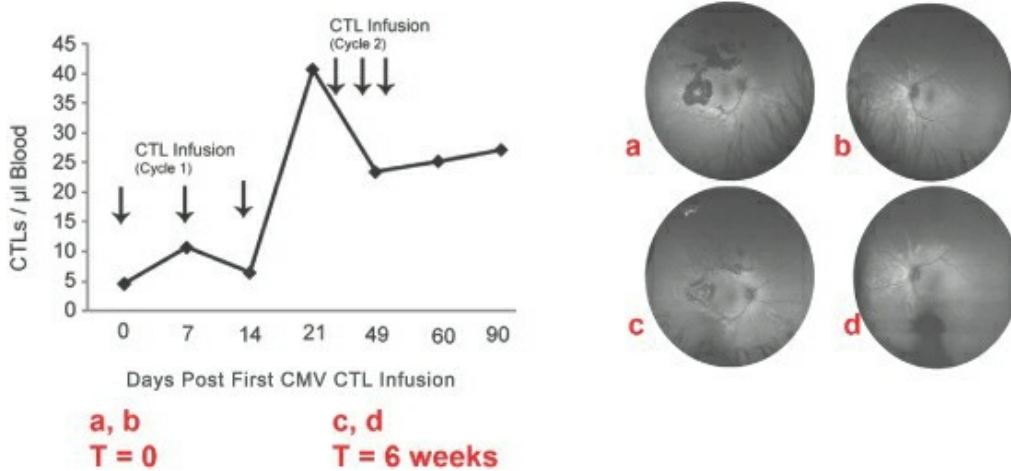 CTL Infusion
(Cycle 2)
CTL Infusion
(Cycle 1)
CTLs / µl Blood
45
40
35
30
25
20
15
10
5
0
0 7 14 21 49 60 90
Days Post First CMV CTL Infusion
a, b
T = 0
c, d
T = 6 weeks
a
b
c
d